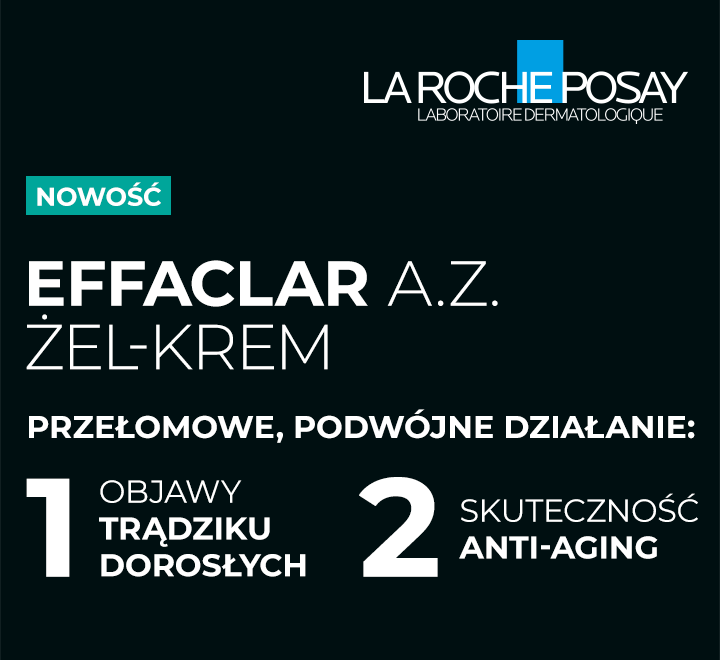 LA ROCHE POSAY
LABORATOIRE DERMATOLOGIQUE
NOWOŚĆ
EFFACLAR A.Z.
ŻEL-KREM
PRZEŁOMOWE, PODWÓJNE DZIAŁANIE:
1 OBJAWY
TRĄDZIKU
DOROSŁYCH
2 SKUTECZNOŚĆ
ANTI-AGING